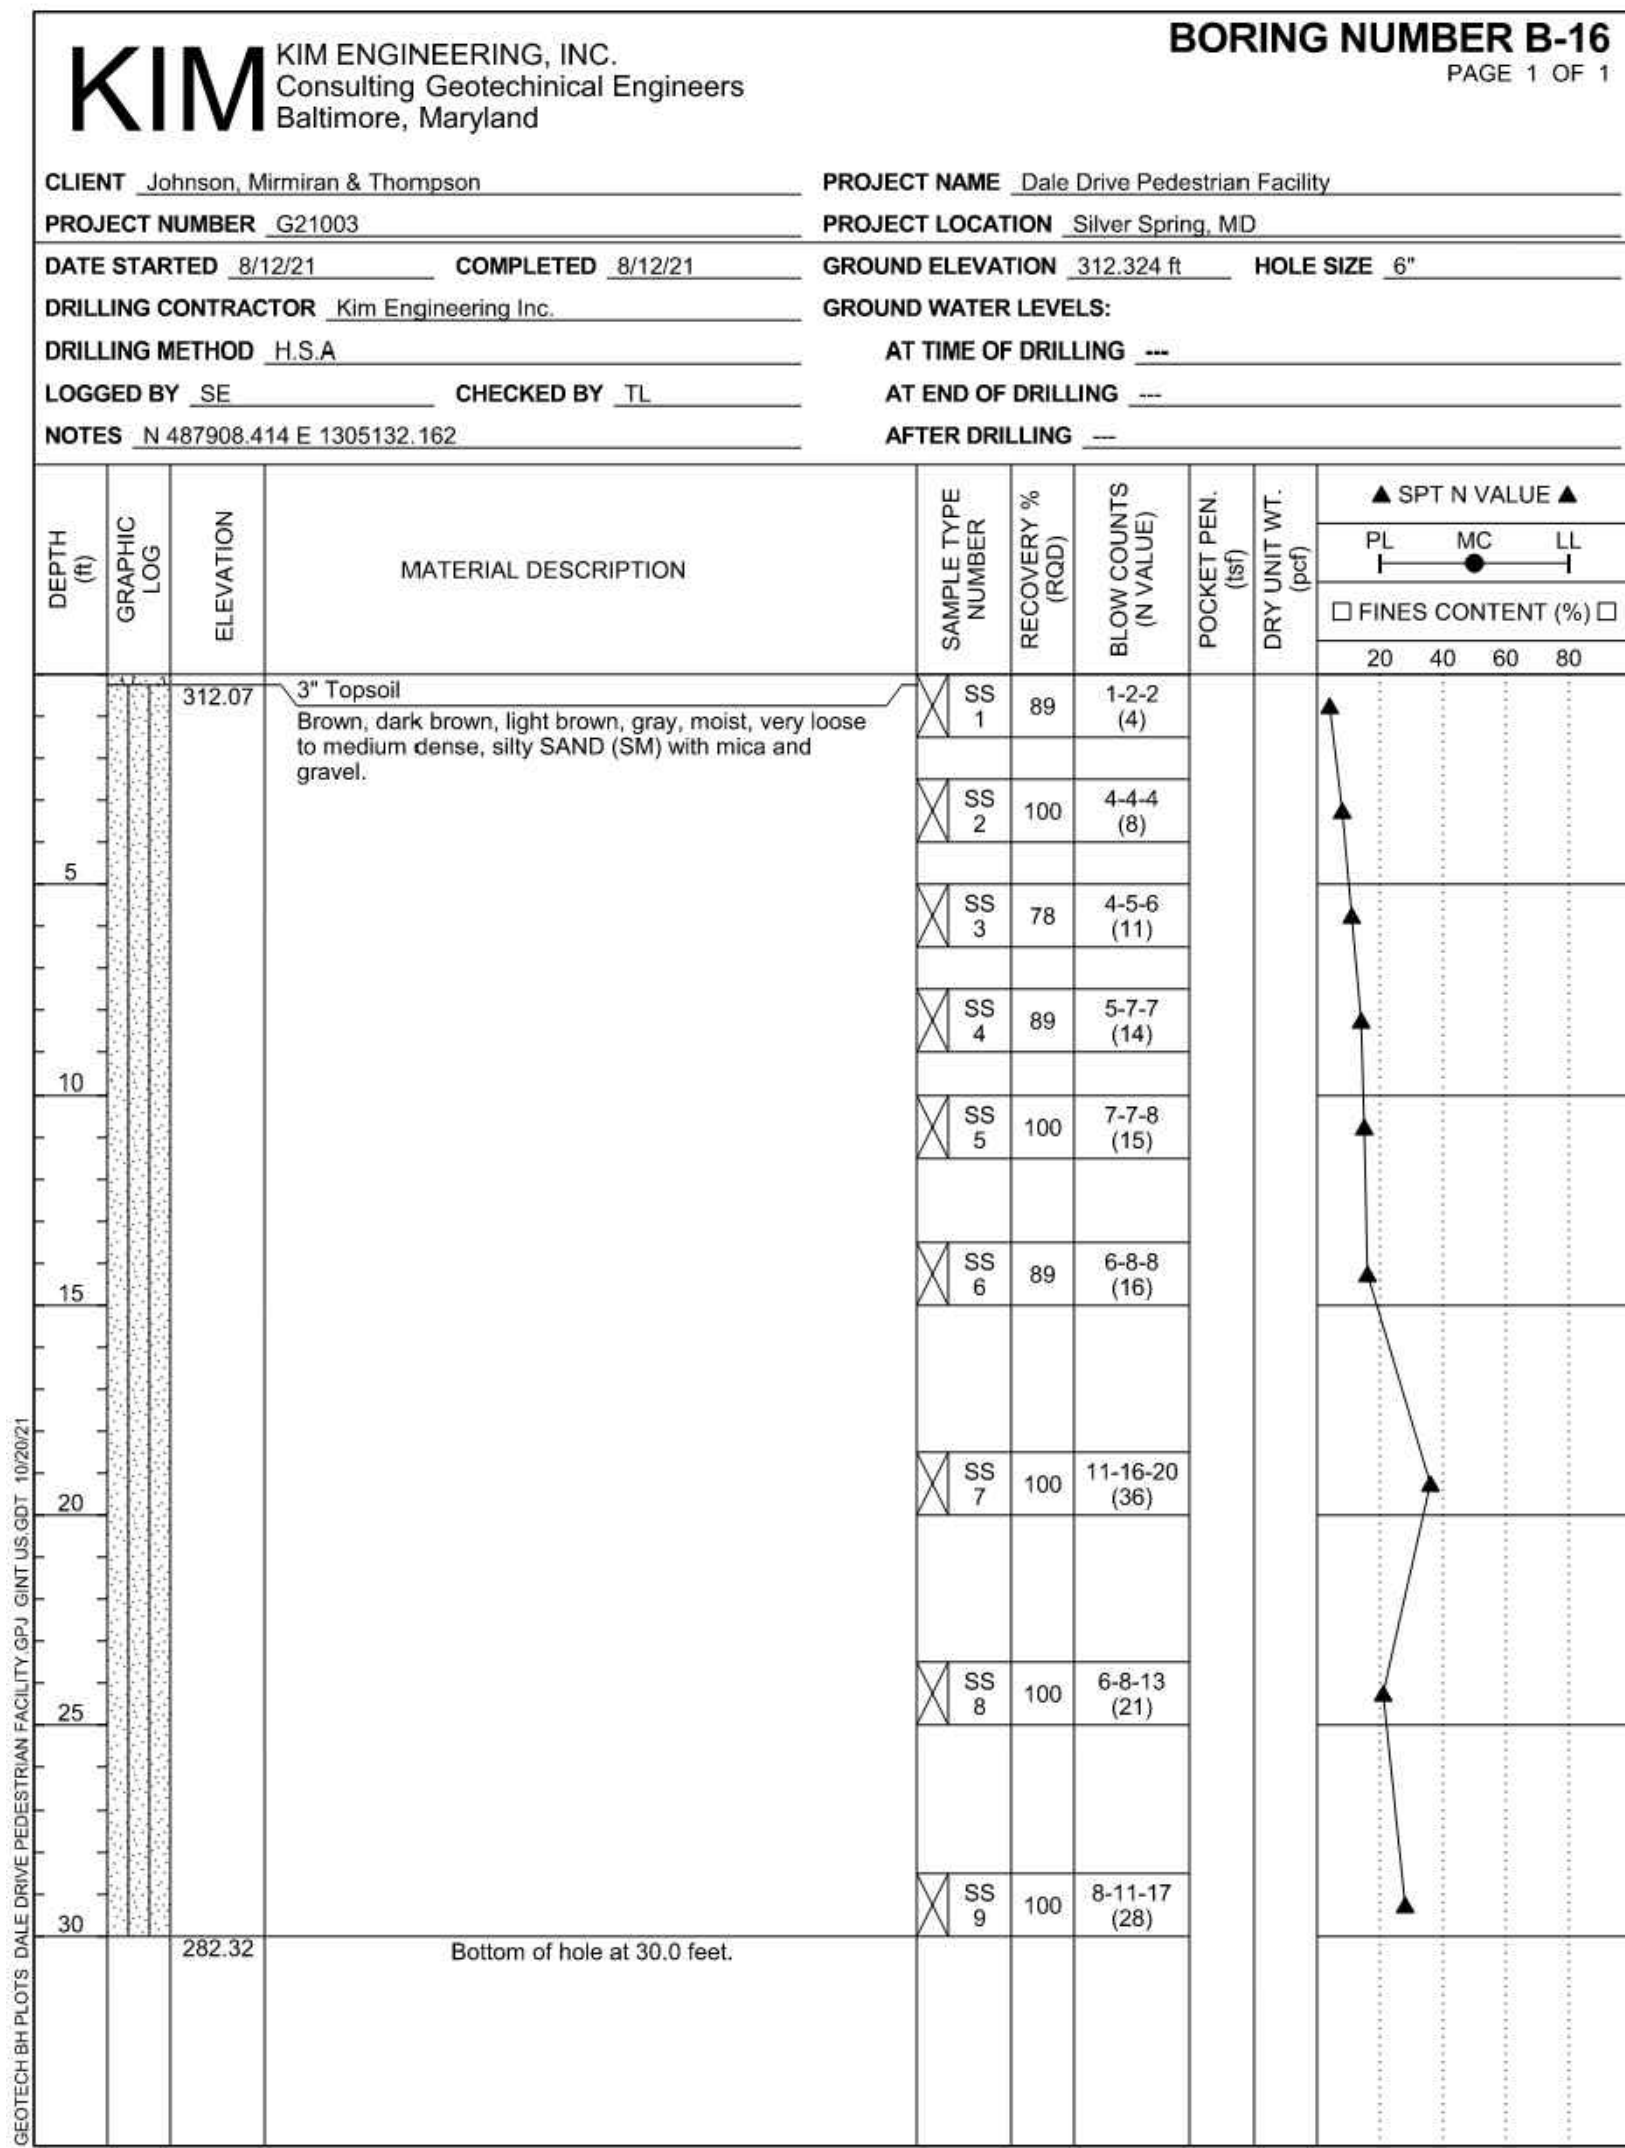 KIM
KIM ENGINEERING, INC.
Consulting Geotechinical Engineers
Baltimore, Maryland
BORING NUMBER B-16
PAGE 1 OF 1
CLIENT Johnson, Mirmiran & Thompson
PROJECT NAME Dale Drive Pedestrian Facility
PROJECT NUMBER G21003
PROJECT LOCATION Silver Spring, MD
DATE STARTED 8/12/21 COMPLETED 8/12/21
GROUND ELEVATION 312.324 ft HOLE SIZE 6"
DRILLING CONTRACTOR Kim Engineering Inc.
GROUND WATER LEVELS:
DRILLING METHOD H.S.A
AT TIME OF DRILLING ---
LOGGED BY SE CHECKED BY TL
AT END OF DRILLING ---
NOTES N 487908.414 E 1305132.162
AFTER DRILLING ---
DEPTH
(ft)
GRAPHIC
LOG
ELEVATION
MATERIAL DESCRIPTION
SAMPLE TYPE
NUMBER
RECOVERY %
(RQD)
BLOW COUNTS
(N VALUE)
POCKET PEN.
(tsf)
DRY UNIT WT.
(pcf)
▲ SPT N VALUE ▲
PL MC LL
□ FINES CONTENT (%) □
20 40 60 80
312.07
3" Topsoil
Brown, dark brown, light brown, gray, moist, very loose
to medium dense, silty SAND (SM) with mica and
gravel.
SS
1
89
1-2-2
(4)
SS
2
100
4-4-4
(8)
5
SS
3
78
4-5-6
(11)
SS
4
89
5-7-7
(14)
10
SS
5
100
7-7-8
(15)
SS
6
89
6-8-8
(16)
15
SS
7
100
11-16-20
(36)
20
SS
8
100
6-8-13
(21)
25
SS
9
100
8-11-17
(28)
30
282.32
Bottom of hole at 30.0 feet.
GEOTECH BH PLOTS DALE DRIVE PEDESTRIAN FACILITY.GPJ GINT US.GDT 10/20/21